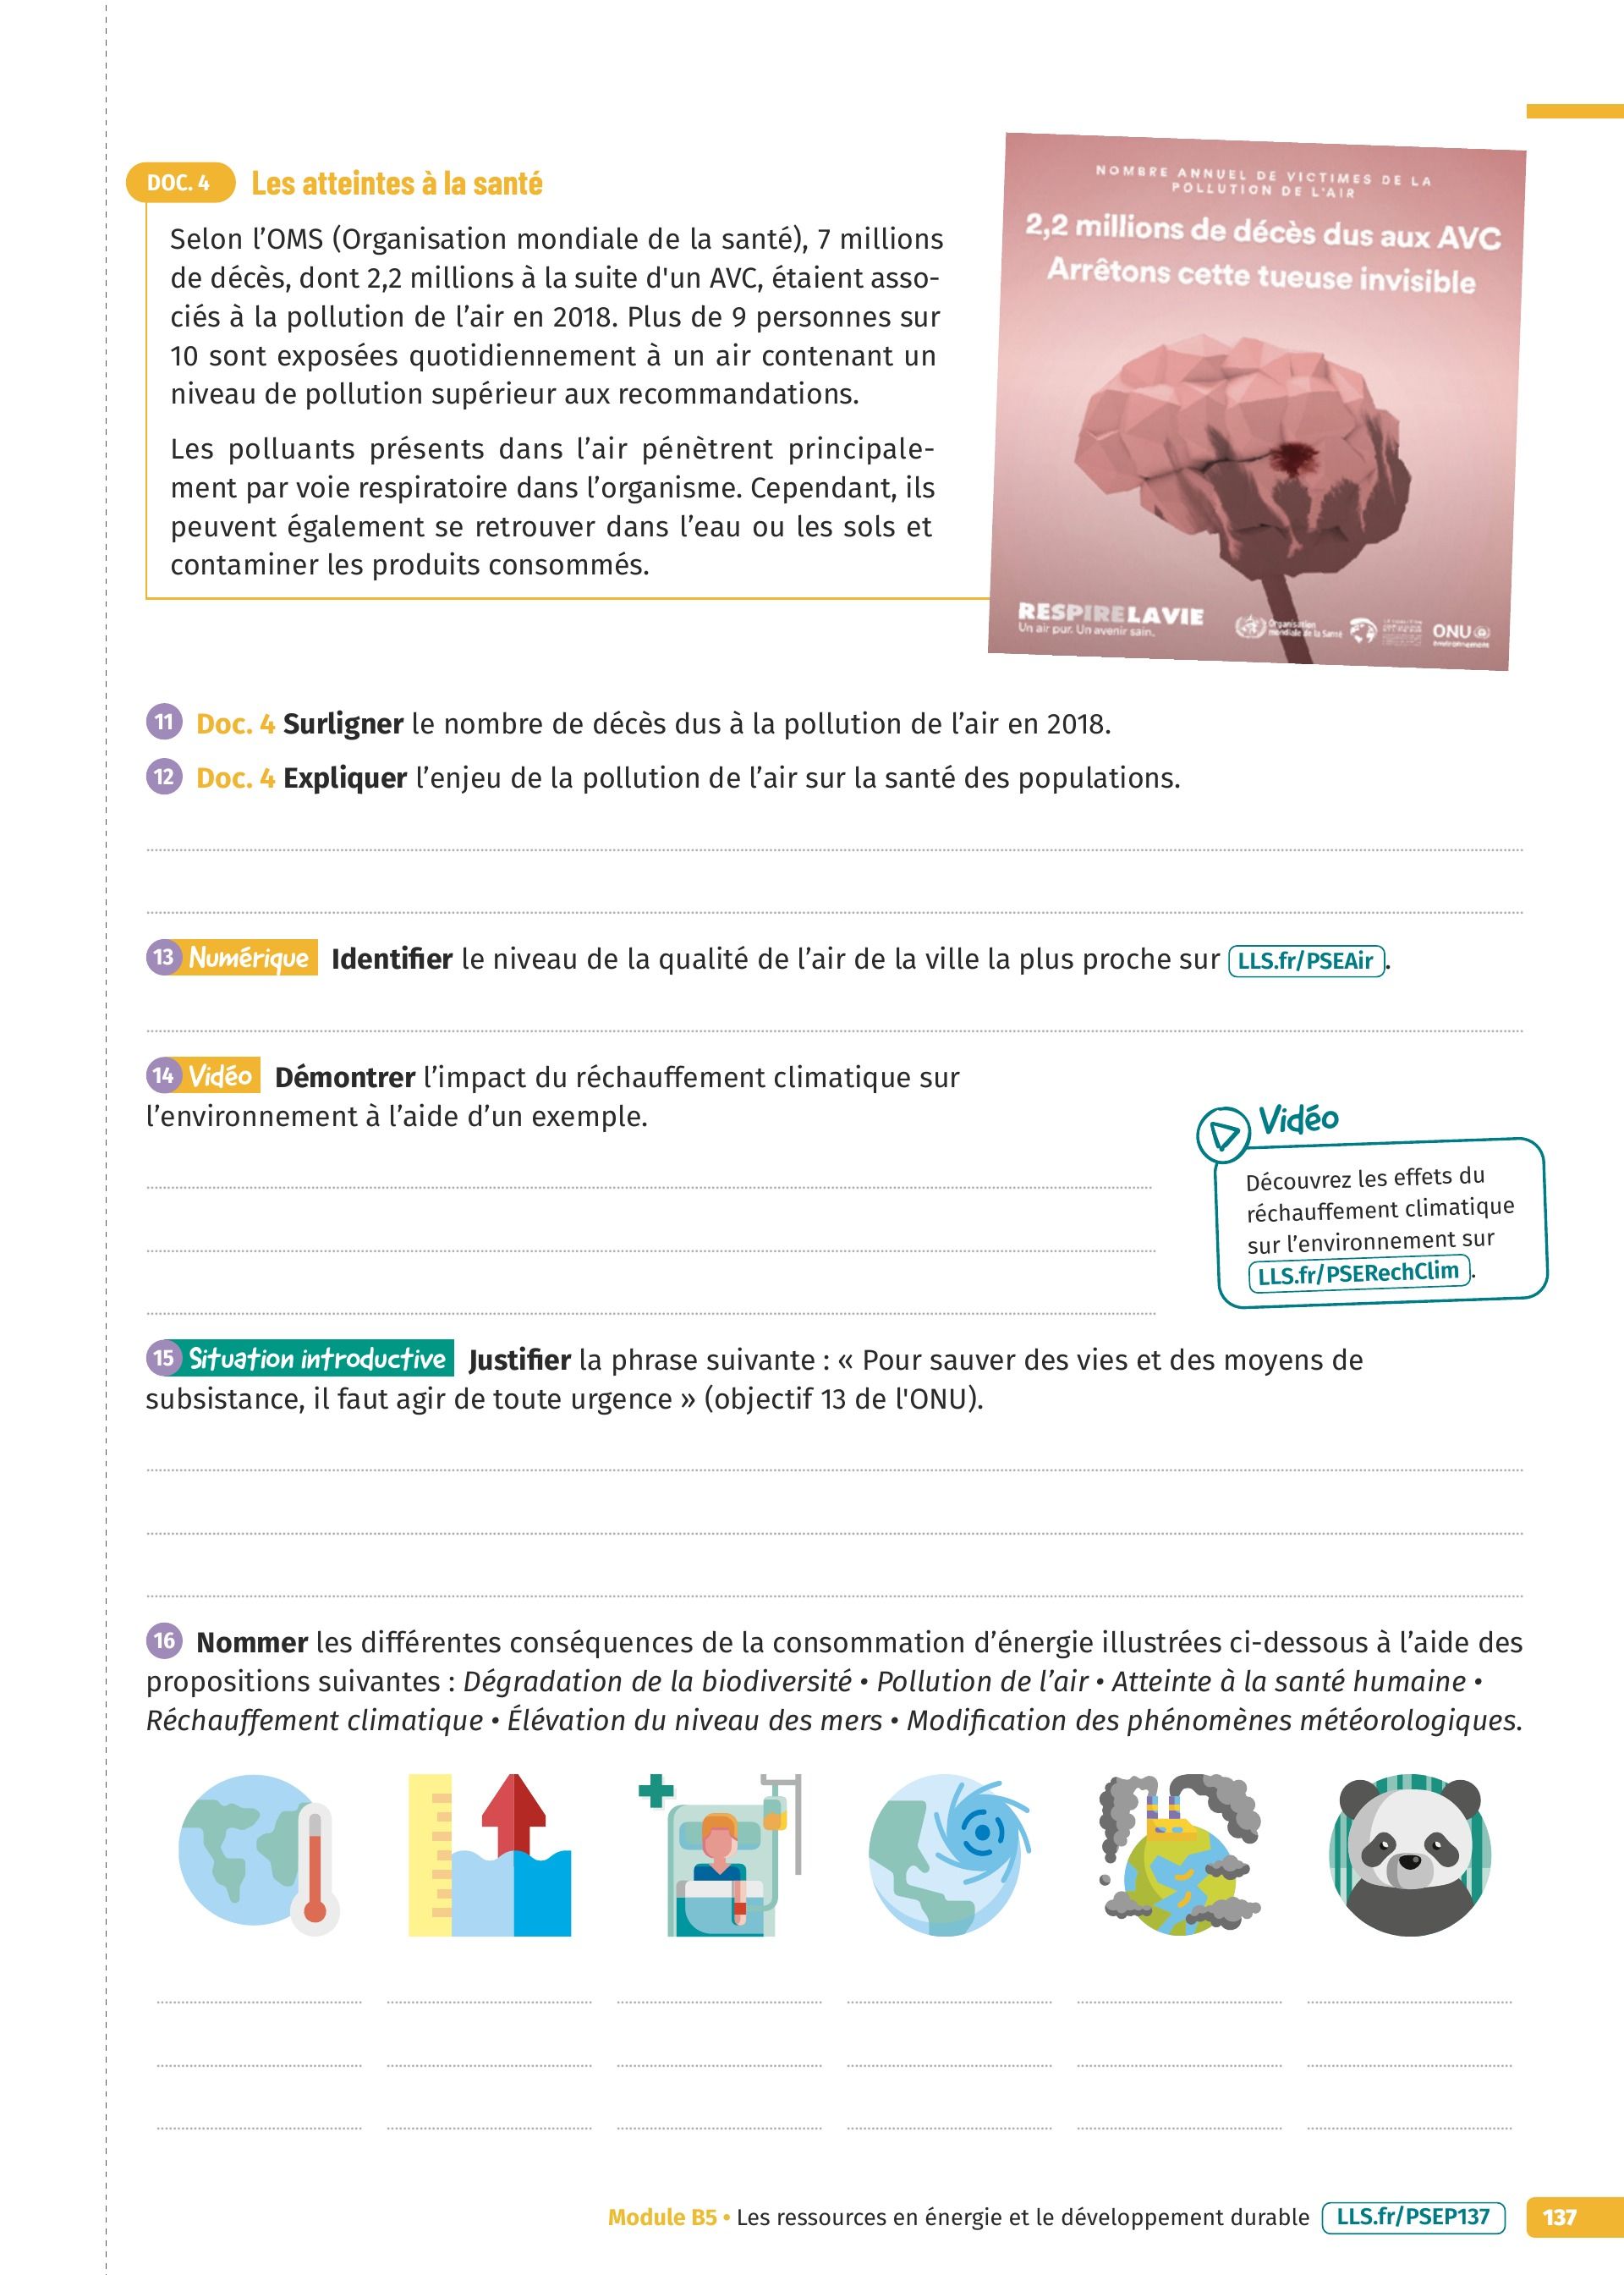 DOC. 4 Les atteintes à la santé
Selon l’OMS (Organisation mondiale de la santé), 7 millions
de décès, dont 2,2 millions à la suite d'un AVC, étaient asso-
ciés à la pollution de l’air en 2018. Plus de 9 personnes sur
10 sont exposées quotidiennement à un air contenant un
niveau de pollution supérieur aux recommandations.
Les polluants présents dans l’air pénètrent principale-
ment par voie respiratoire dans l’organisme. Cependant, ils
peuvent également se retrouver dans l’eau ou les sols et
contaminer les produits consommés.
NOMBRE ANNUEL DE VICTIMES DE LA
POLLUTION DE L'AIR
2,2 millions de décès dus aux AVC
Arrêtons cette tueuse invisible
RESPIRELAVIE
Un air pur. Un avenir sain.
Organisation
mondiale de la Santé
ONU
environnement
11 Doc. 4 Surligner le nombre de décès dus à la pollution de l’air en 2018.
12 Doc. 4 Expliquer l’enjeu de la pollution de l’air sur la santé des populations.
13 Numérique Identifier le niveau de la qualité de l’air de la ville la plus proche sur LLS.fr/PSEAir.
14 Vidéo Démontrer l’impact du réchauffement climatique sur
l’environnement à l’aide d’un exemple.
Vidéo
Découvrez les effets du
réchauffement climatique
sur l’environnement sur
LLS.fr/PSERechClim.
15 Situation introductive Justifier la phrase suivante : « Pour sauver des vies et des moyens de
subsistance, il faut agir de toute urgence » (objectif 13 de l'ONU).
16 Nommer les différentes conséquences de la consommation d’énergie illustrées ci-dessous à l’aide des
propositions suivantes : Dégradation de la biodiversité • Pollution de l’air • Atteinte à la santé humaine •
Réchauffement climatique • Élévation du niveau des mers • Modification des phénomènes météorologiques.
Module B5 • Les ressources en énergie et le développement durable LLS.fr/PSEP137 137